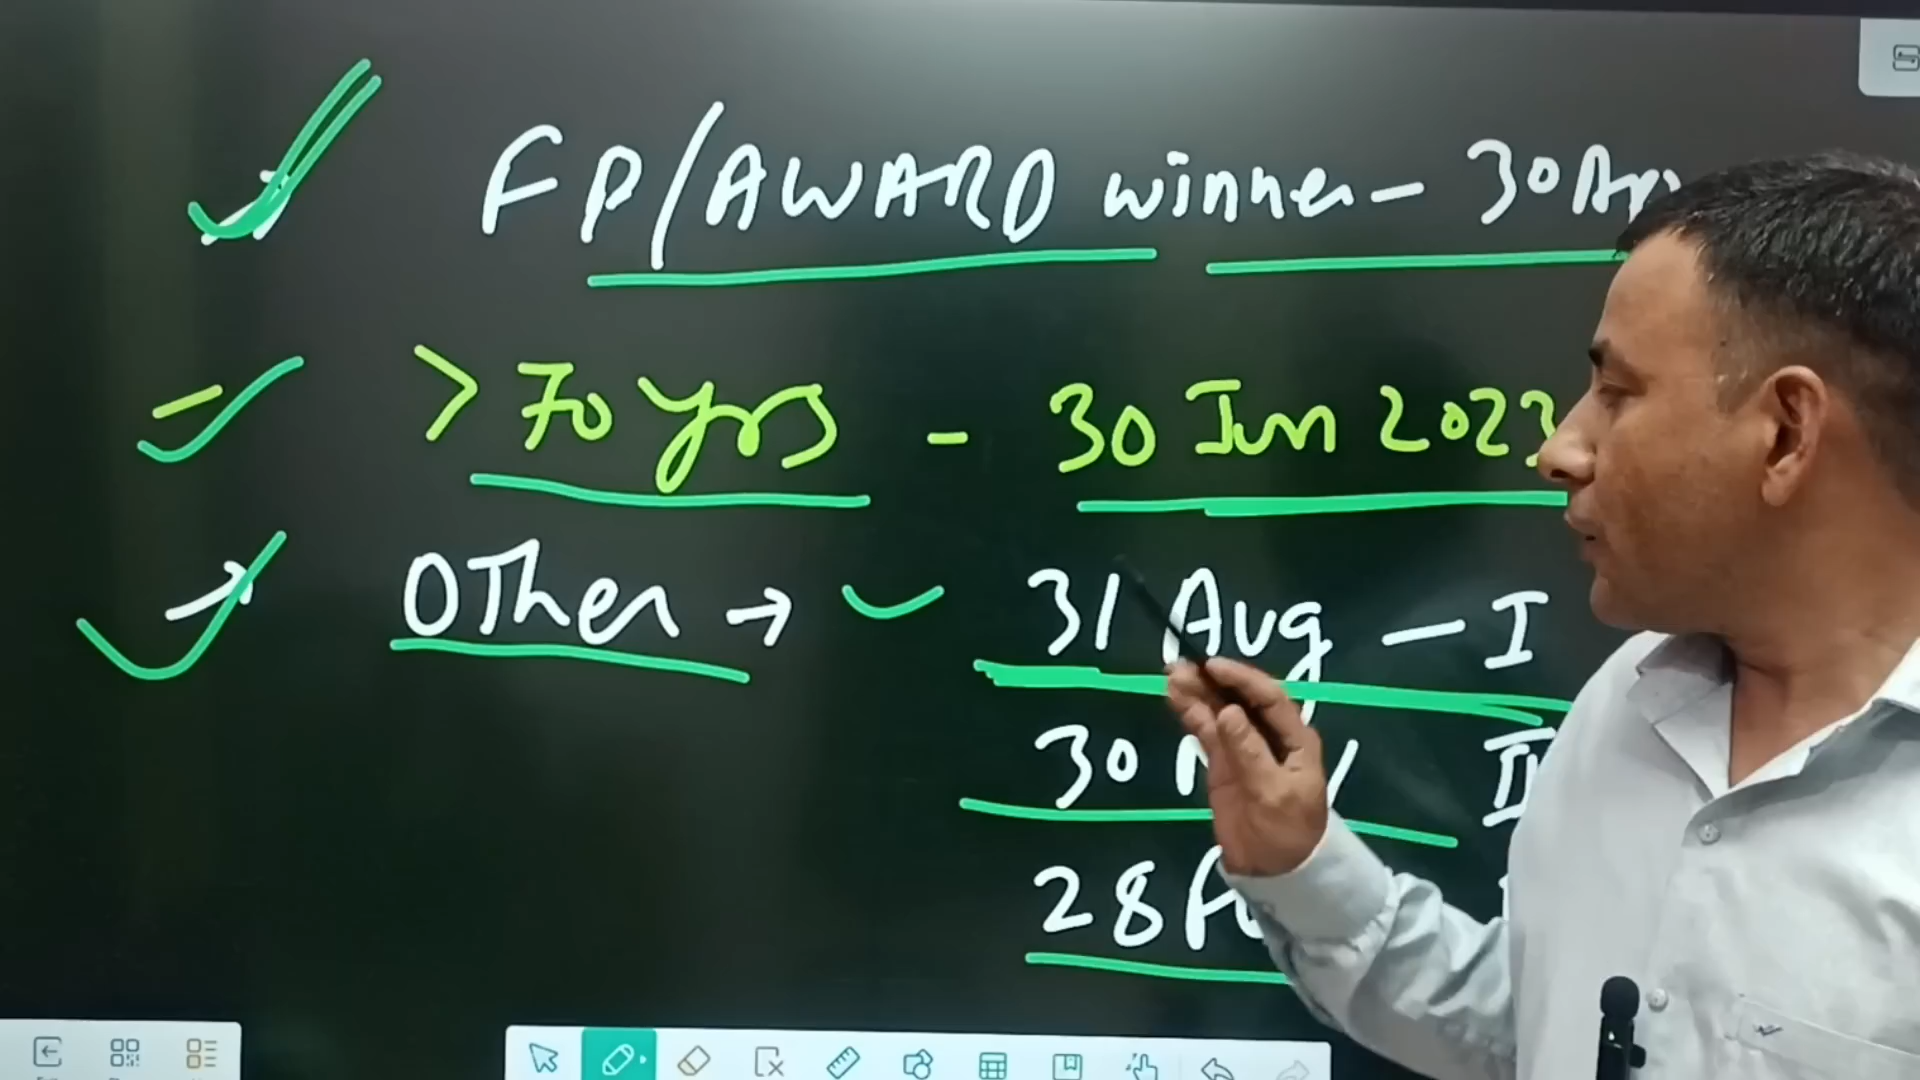 FP/AWARD winner - 30
> 70 yrs - 30 Jun 2023
- OTher → 31 Aug - I
30
28